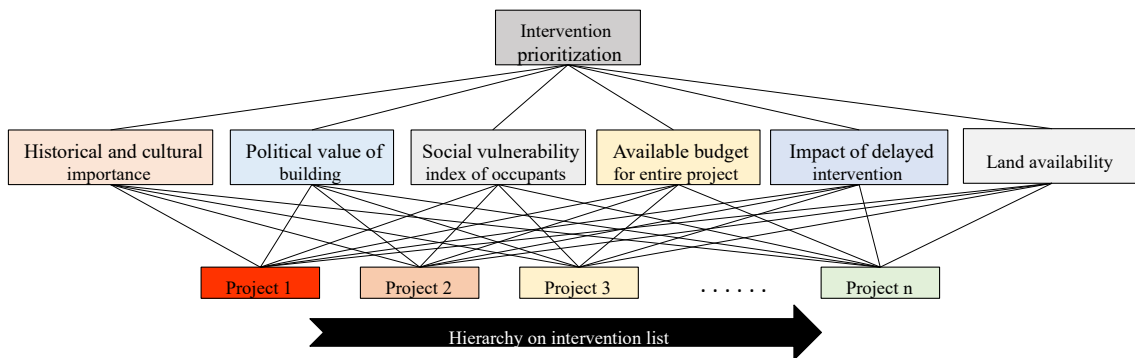 Intervention
prioritization
Historical and cultural
importance
Political value of
building
Social vulnerability
index of occupants
Available budget
for entire project
Impact of delayed
intervention
Land availability
Project 1
Project 2
Project 3
. . . . . .
Project n
Hierarchy on intervention list